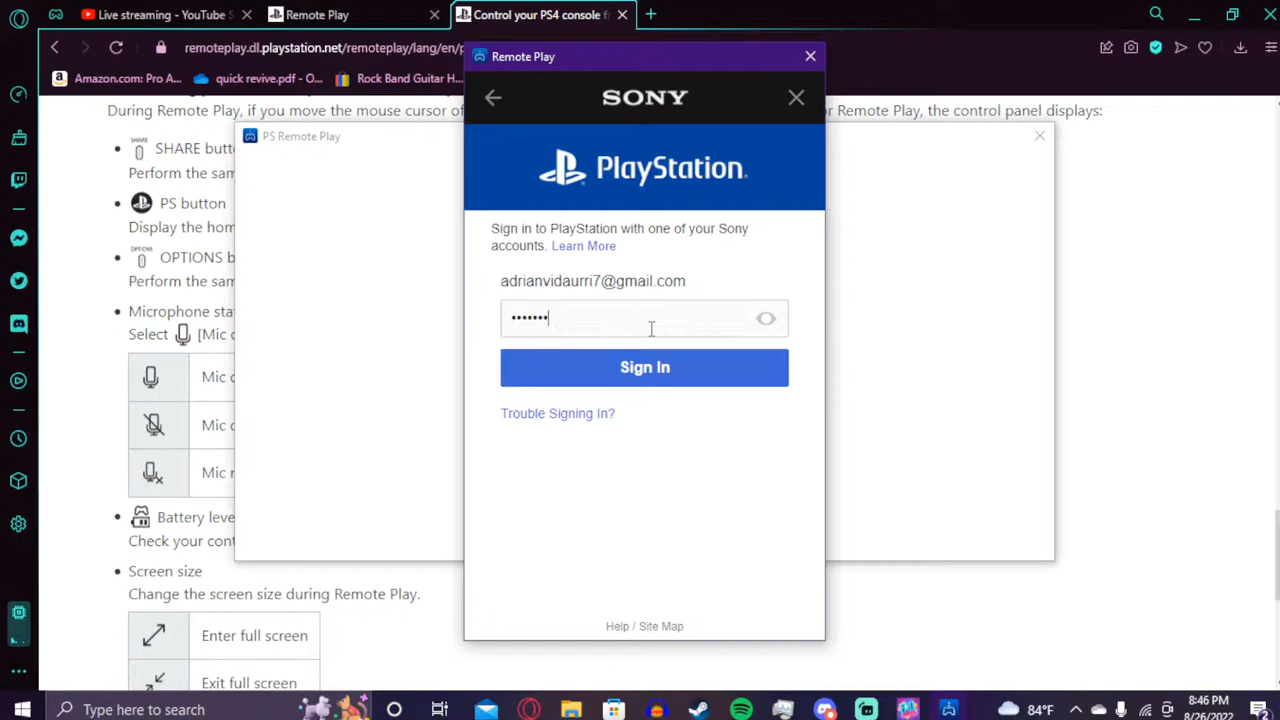 Live streaming - YouTube S
Remote Play
Control your PS4 console fr
remoteplay.dl.playstation.net/remoteplay/lang/en/p
Amazon.com: Pro A...
quick revive.pdf - O...
Rock Band Guitar H...
During Remote Play, if you move the mouse cursor of
or Remote Play, the control panel displays:
Remote Play
SONY
PS Remote Play
PlayStation
SHARE
SHARE butt
Perform the sam
PS button
Display the hom
OPTIONS
OPTIONS b
Perform the same
Microphone sta
Select [Mic c
Mic c
Mic c
Mic r
Battery leve
Check your cont
Screen size
Change the screen size during Remote Play.
Enter full screen
Exit full screen
Sign in to PlayStation with one of your Sony
accounts. Learn More
adrianvidaurri7@gmail.com
•••••••
Sign In
Trouble Signing In?
Help / Site Map
Type here to search
84°F
8:46 PM
8/26/2022